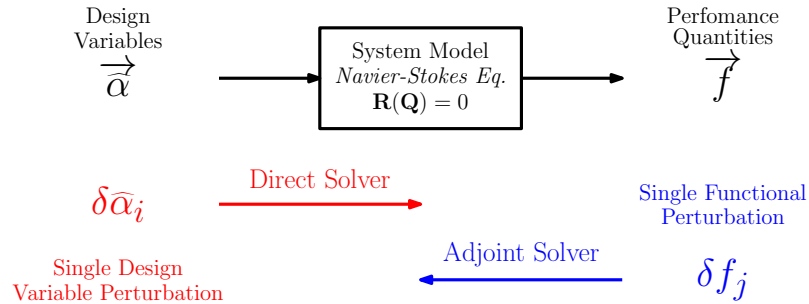 Design
Variables
α̂⃗
System Model
Navier-Stokes Eq.
R(Q) = 0
Perfomance
Quantities
f⃗
δα̂ᵢ
Direct Solver
Single Design
Variable Perturbation
Single Functional
Perturbation
Adjoint Solver
δfⱼ